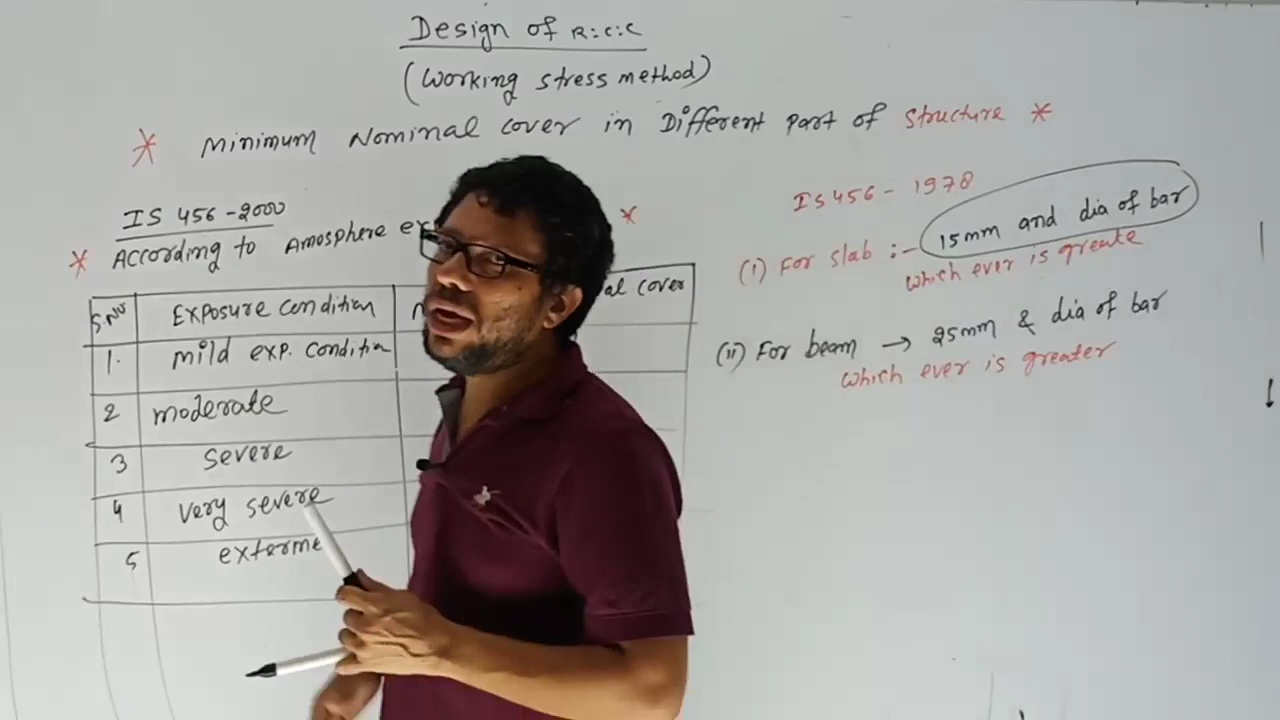 Design of R.C.C
(Working stress method)
* Minimum Nominal cover in Different part of structure *
IS 456-2000
* According to Amosphere ex *
S.No Exposure condition al cover
1. mild exp. condition
2 moderate
3 severe
4 very severe
5 exterme
IS 456 - 1978
(i) For slab :- 15mm and dia of bar
which ever is greate
(ii) For beam → 25mm & dia of bar
which ever is greater